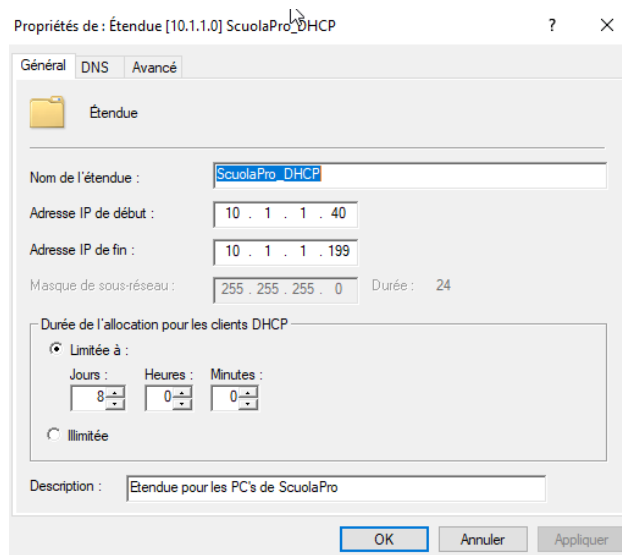 Propriétés de : Étendue [10.1.1.0] ScuolaPro_DHCP ? ×
Général DNS Avancé
Étendue
Nom de l'étendue : ScuolaPro_DHCP
Adresse IP de début : 10 . 1 . 1 . 40
Adresse IP de fin : 10 . 1 . 1 . 199
Masque de sous-réseau : 255 . 255 . 255 . 0 Durée : 24
Durée de l'allocation pour les clients DHCP
Limitée à :
Jours : Heures : Minutes :
8 0 0
Illimitée
Description : Etendue pour les PC's de ScuolaPro
OK Annuler Appliquer